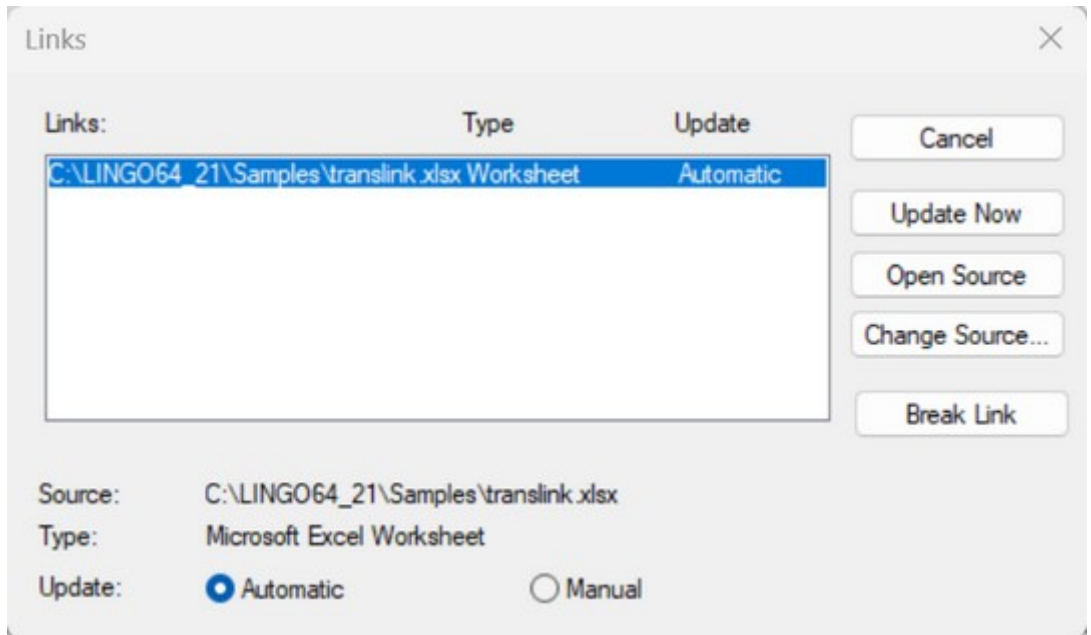 Links
Links: Type Update
C:\LINGO64_21\Samples\translink.xlsx Worksheet Automatic
Cancel
Update Now
Open Source
Change Source...
Break Link
Source: C:\LINGO64_21\Samples\translink.xlsx
Type: Microsoft Excel Worksheet
Update: Automatic Manual